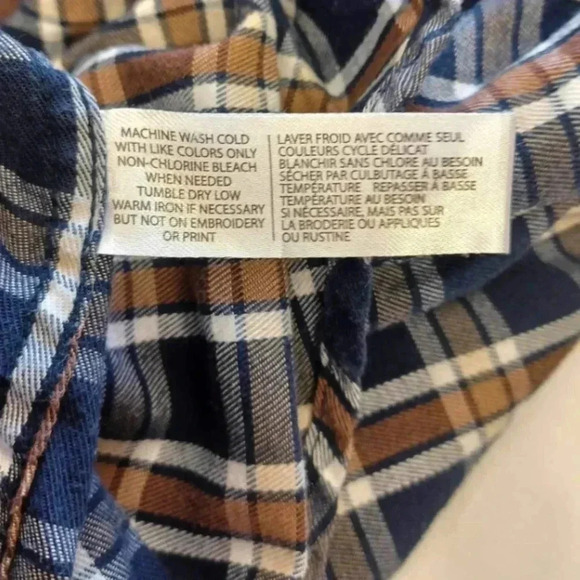 MACHINE WASH COLD
WITH LIKE COLORS ONLY
NON-CHLORINE BLEACH
WHEN NEEDED
TUMBLE DRY LOW
WARM IRON IF NECESSARY
BUT NOT ON EMBROIDERY
OR PRINT
LAVER FROID AVEC COMME SEUL
COULEURS CYCLE DÉLICAT
BLANCHIR SANS CHLORE AU BESOIN
SÉCHER PAR CULBUTAGE À BASSE
TEMPÉRATURE REPASSER À BASSE
TEMPÉRATURE AU BESOIN
SI NÉCESSAIRE, MAIS PAS SUR
LA BRODERIE OU APPLIQUES
OU RUSTINE.